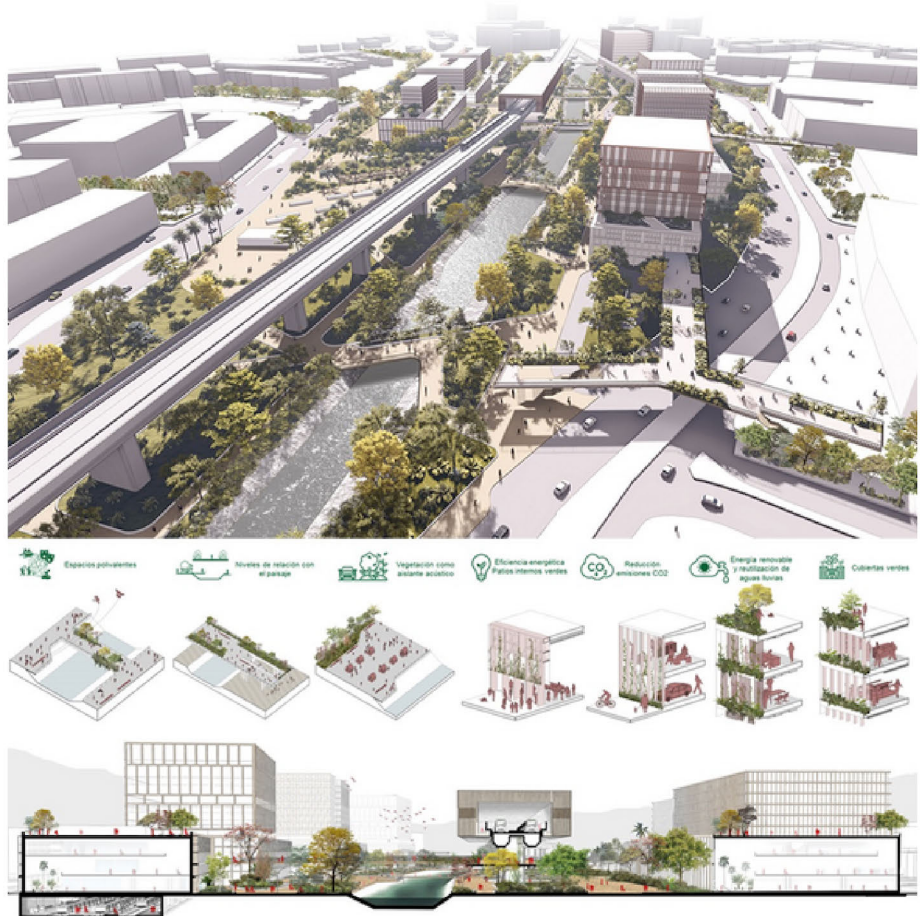 Espacios polivalentes
Niveles de relación con
el paisaje
Vegetación como
aislante acústico
Eficiencia energética
Patios internos verdes
CO2
Reducción
emisiones CO2
Energía renovable
y reutilización de
aguas lluvias
Cubiertas verdes